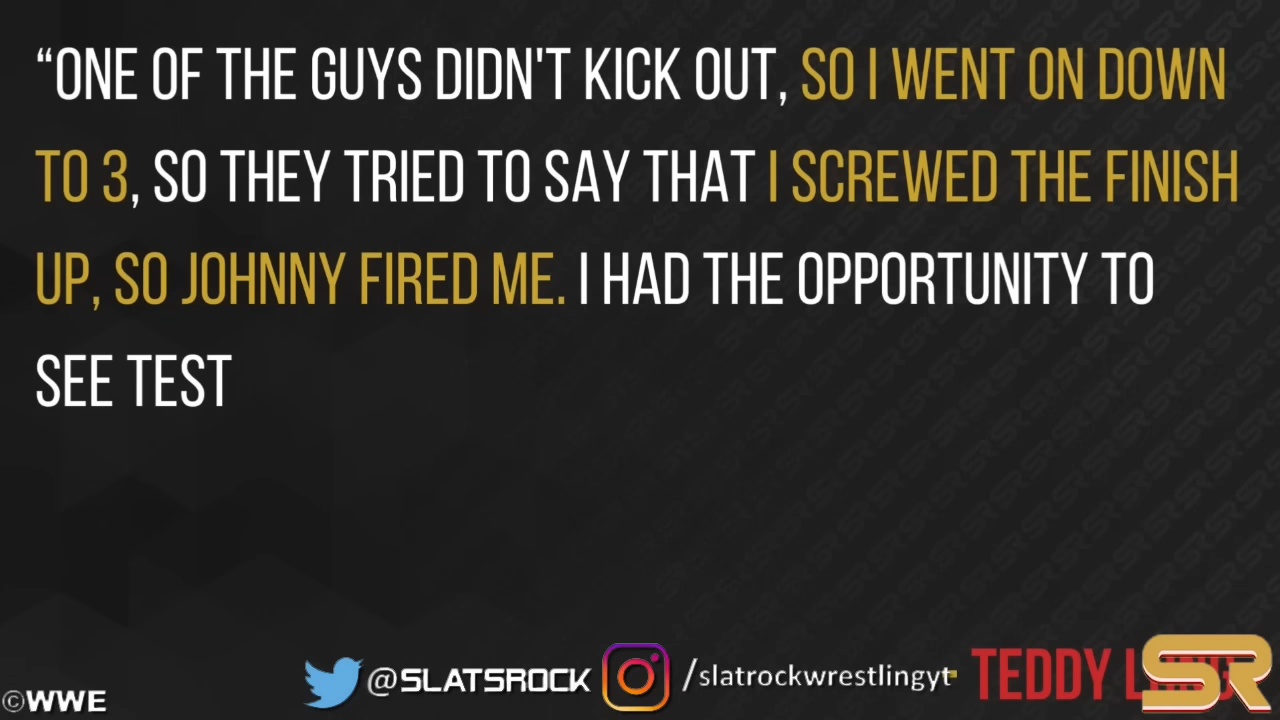 “ONE OF THE GUYS DIDN'T KICK OUT, SO I WENT ON DOWN
TO 3, SO THEY TRIED TO SAY THAT I SCREWED THE FINISH
UP, SO JOHNNY FIRED ME. I HAD THE OPPORTUNITY TO
SEE TEST
©WWE @SLATSROCK /slatrockwrestlingyt - TEDDY SR